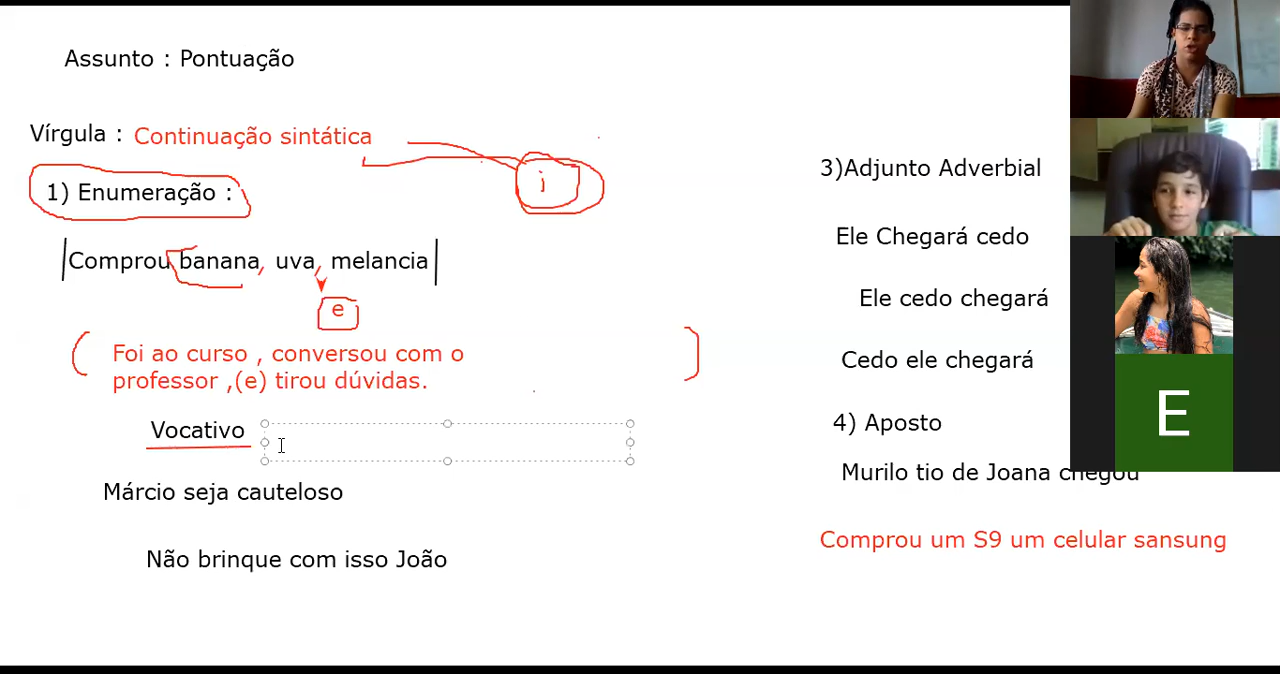 Assunto : Pontuação
Vírgula : Continuação sintática
1) Enumeração :
Comprou banana, uva, melancia
e
Foi ao curso , conversou com o
professor ,(e) tirou dúvidas.
Vocativo
Márcio seja cauteloso
Não brinque com isso João
3)Adjunto Adverbial
Ele Chegará cedo
Ele cedo chegará
Cedo ele chegará
4) Aposto
Murilo tio de Joana chegou
Comprou um S9 um celular sansung
E